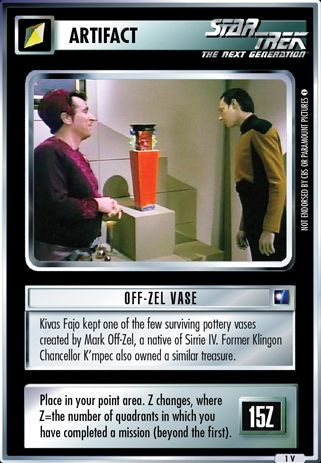 ARTIFACT
STAR TREK
THE NEXT GENERATION
NOT ENDORSED BY CBS OR PARAMOUNT PICTURES
OFF-ZEL VASE
Kivas Fajo kept one of the few surviving pottery vases
created by Mark Off-Zel, a native of Sirrie IV. Former Klingon
Chancellor K'mpec also owned a similar treasure.
Place in your point area. Z changes, where
Z=the number of quadrants in which you
have completed a mission (beyond the first).
15Z
1 V